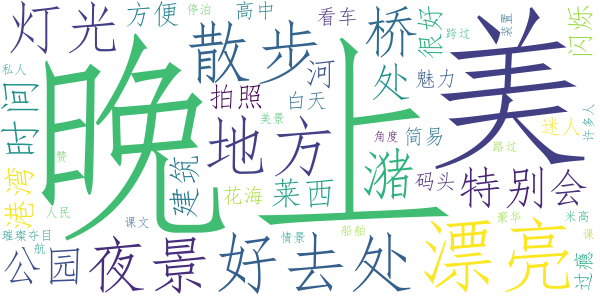 灯光
方便
停泊
高中
看车
桥
很好
跨过
装置
闪烁
私人
散步
河
处
魅力
晚上
美
时间
拍照
白天
美景
迷人
许多人
地方
角度
简易
路过
港湾
赞
建筑
花海
莱西
潴
码头
特别会
人民
璀璨夺目
航
课文
豪华
米高
课
公园
夜景
好去处
情景
船舶
漂亮
过瘾